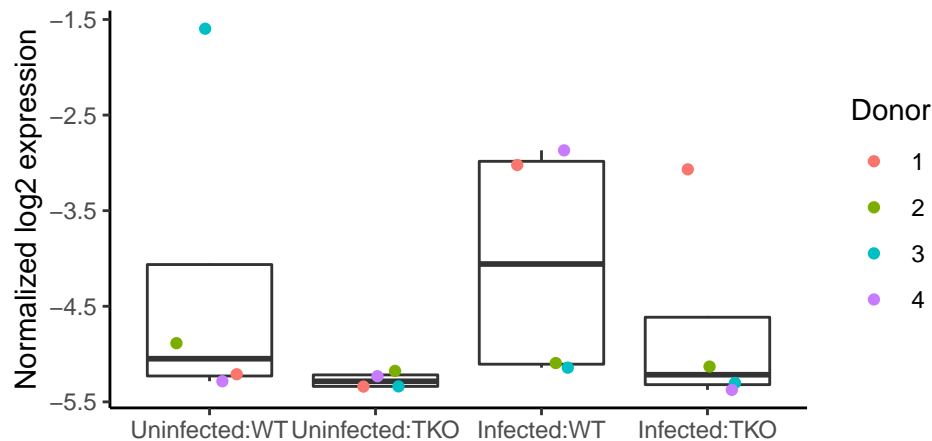 Normalized log2 expression
−1.5
−2.5
−3.5
−4.5
−5.5
Uninfected:WT
Uninfected:TKO
Infected:WT
Infected:TKO
Donor
1
2
3
4